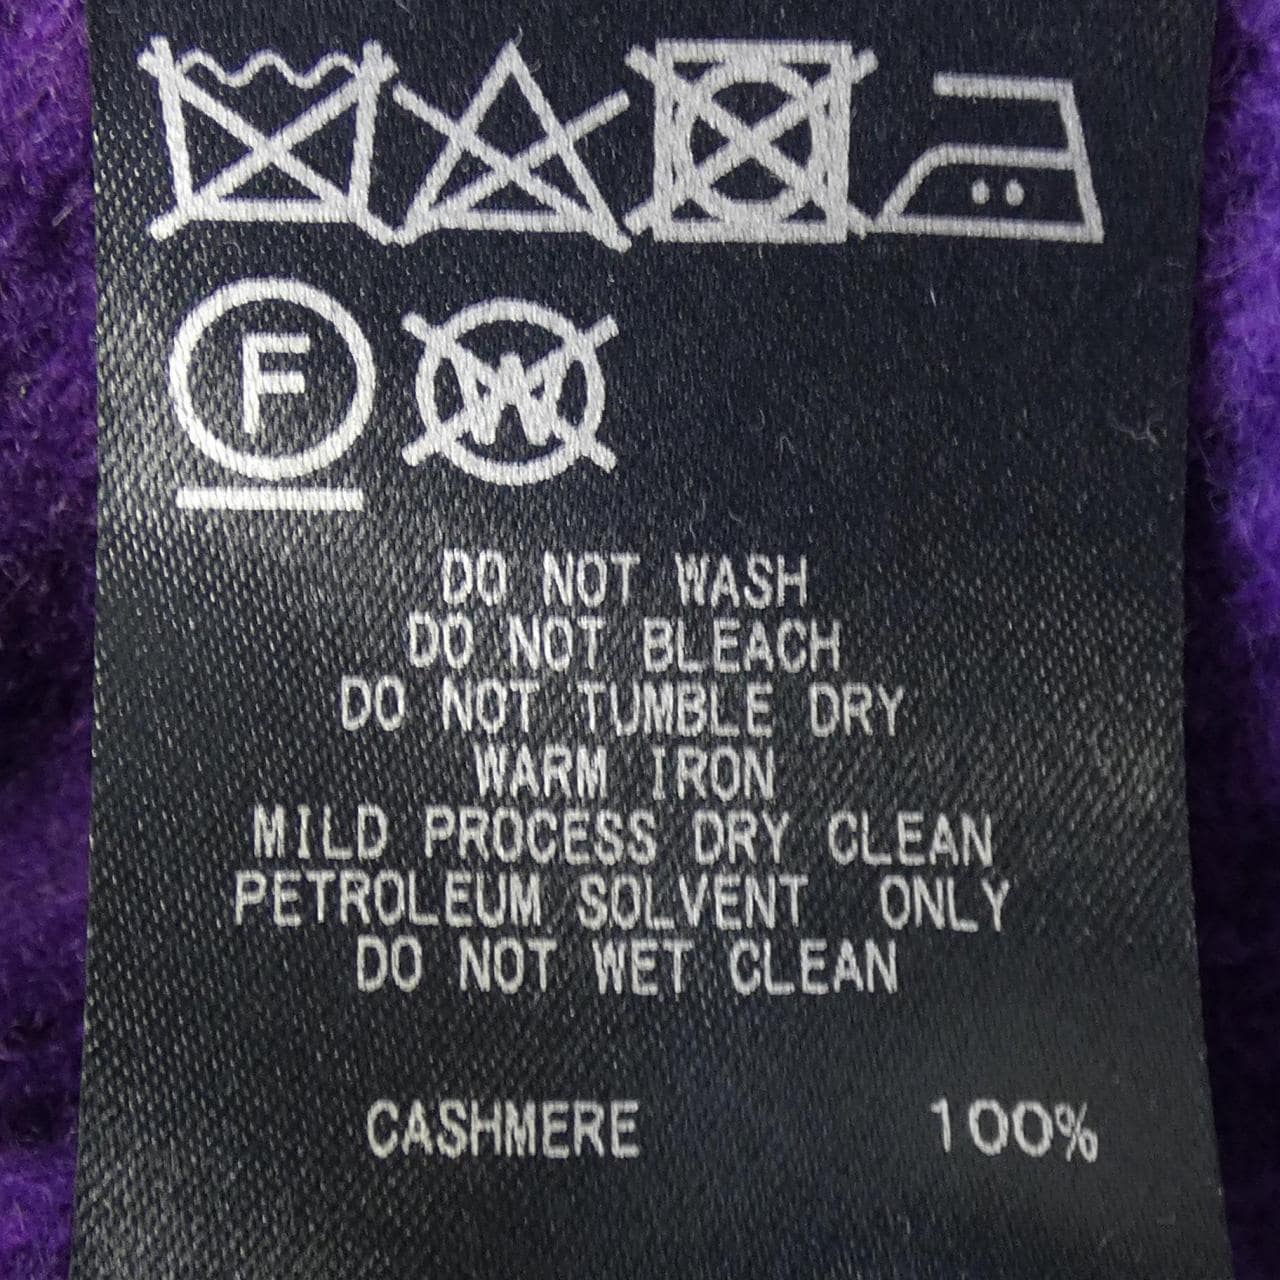 F W
DO NOT WASH
DO NOT BLEACH
DO NOT TUMBLE DRY
WARM IRON
MILD PROCESS DRY CLEAN
PETROLEUM SOLVENT ONLY
DO NOT WET CLEAN
CASHMERE 100%